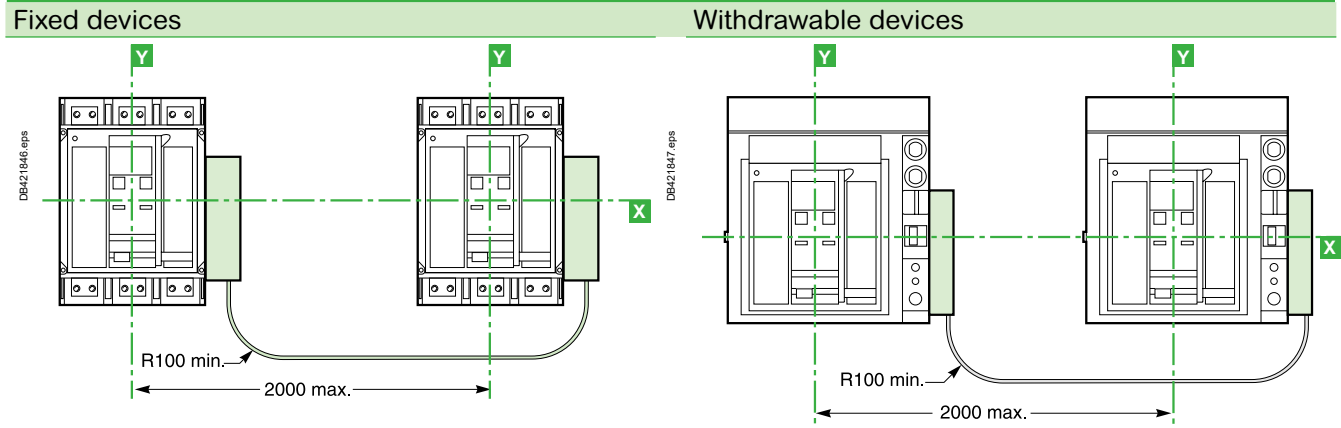 Fixed devices
Y
Y
DB421846.eps
X
R100 min.
2000 max.
Withdrawable devices
Y
Y
DB421847.eps
X
R100 min.
2000 max.